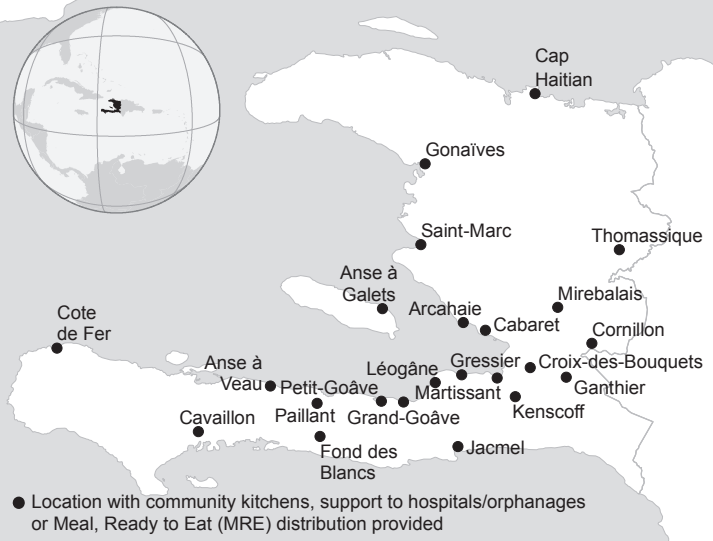 Cap
Haitian
Gonaïves
Saint-Marc
Thomassique
Anse à
Galets
Mirebalais
Arcahaie
Cabaret
Cote
de Fer
Cornillon
Anse à
Veau
Léogâne
Gressier
Croix-des-Bouquets
Petit-Goâve
Martissant
Ganthier
Cavaillon
Paillant
Grand-Goâve
Kenscoff
Fond des
Blancs
Jacmel
Location with community kitchens, support to hospitals/orphanages
or Meal, Ready to Eat (MRE) distribution provided